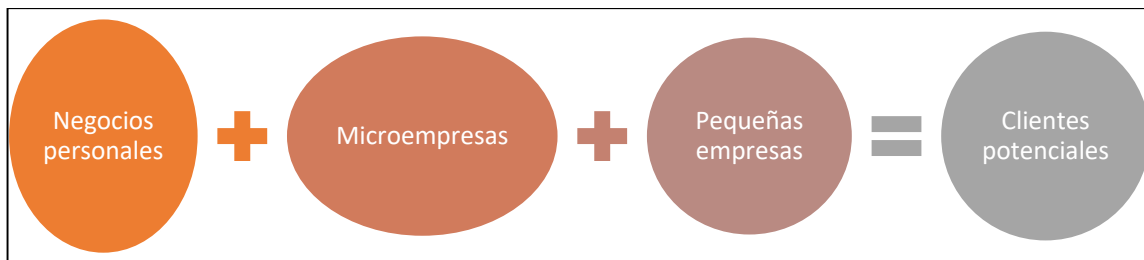 Negocios
personales
Microempresas
Pequeñas
empresas
Clientes
potenciales